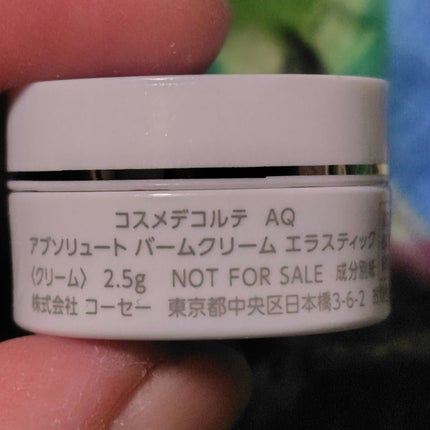 コスメデコルテ AQ
アブソリュート バームクリーム エラスティック
〈クリーム〉 2.5g NOT FOR SALE 成分別紙
株式会社 コーセー 東京都中央区日本橋3-6-2